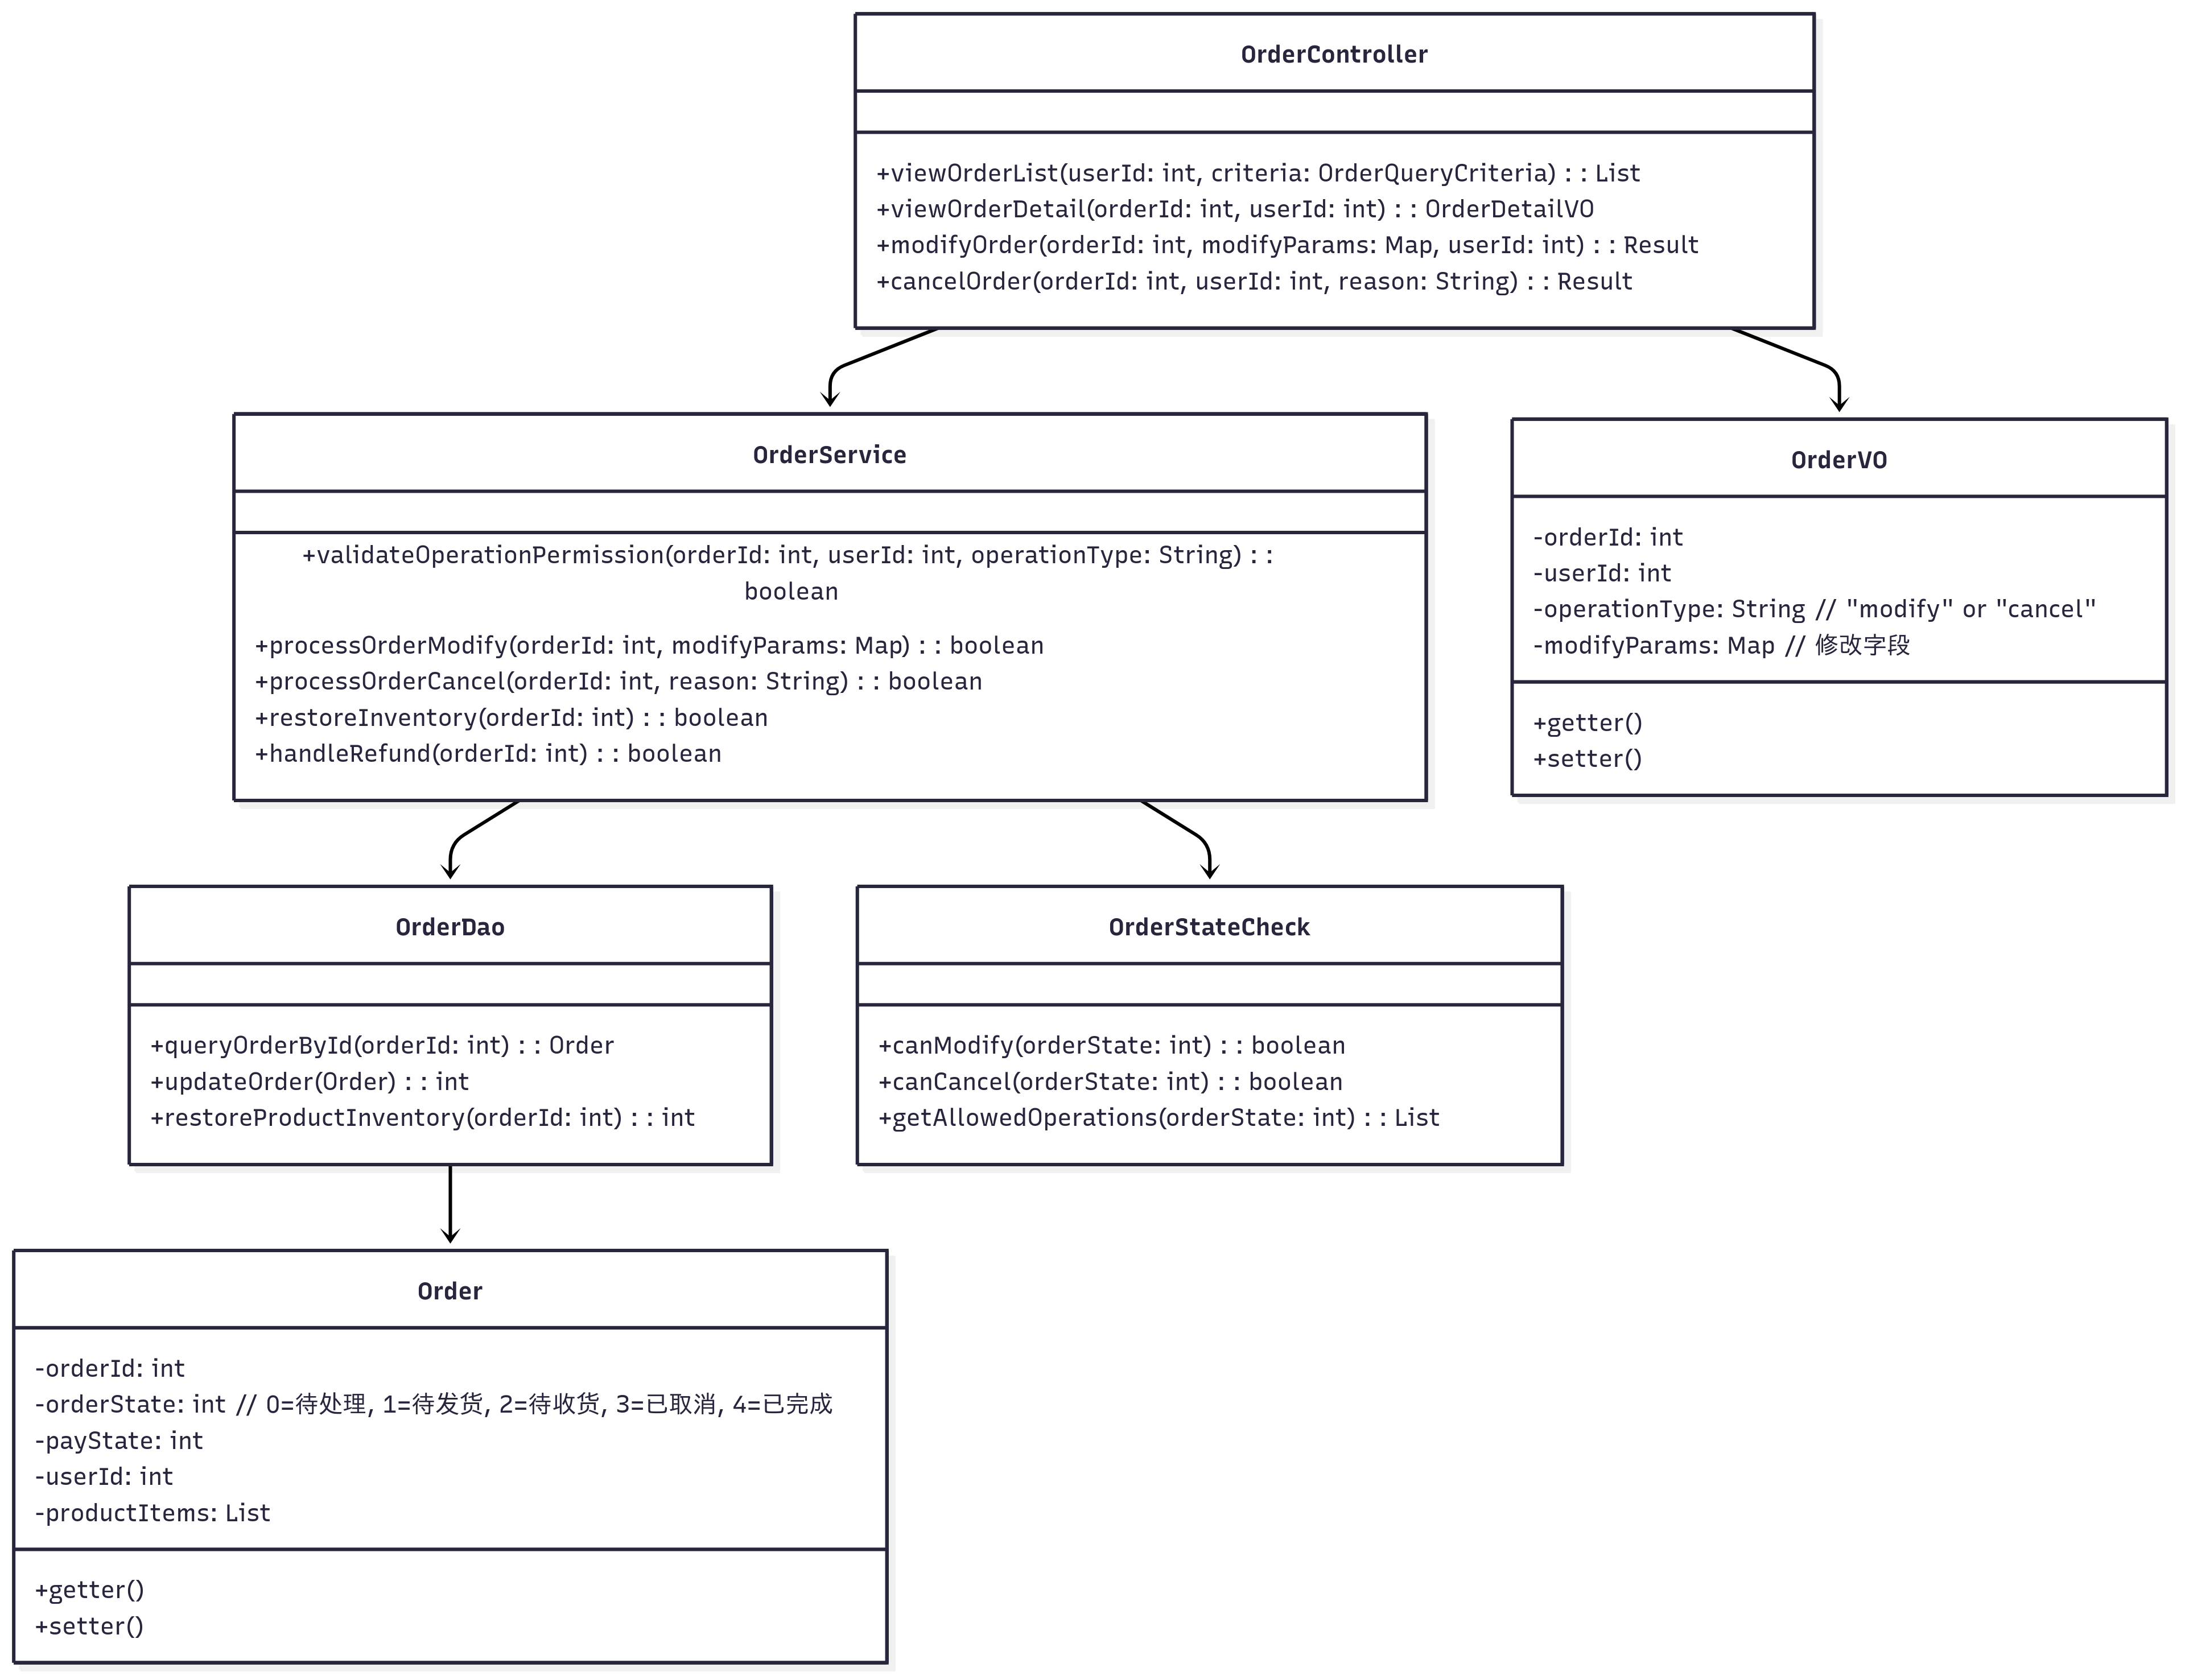 OrderController
+viewOrderList(userId: int, criteria: OrderQueryCriteria) : : List
+viewOrderDetail(orderId: int, userId: int) : : OrderDetailVO
+modifyOrder(orderId: int, modifyParams: Map, userId: int) : : Result
+cancelOrder(orderId: int, userId: int, reason: String) : : Result
OrderService
+validateOperationPermission(orderId: int, userId: int, operationType: String) : :
boolean
+processOrderModify(orderId: int, modifyParams: Map) : : boolean
+processOrderCancel(orderId: int, reason: String) : : boolean
+restoreInventory(orderId: int) : : boolean
+handleRefund(orderId: int) : : boolean
OrderVO
-orderId: int
-userId: int
-operationType: String // "modify" or "cancel"
-modifyParams: Map // 修改字段
+getter()
+setter()
OrderDao
+queryOrderById(orderId: int) : : Order
+updateOrder(Order) : : int
+restoreProductInventory(orderId: int) : : int
OrderStateCheck
+canModify(orderState: int) : : boolean
+canCancel(orderState: int) : : boolean
+getAllowedOperations(orderState: int) : : List
Order
-orderId: int
-orderState: int // 0=待处理, 1=待发货, 2=待收货, 3=已取消, 4=已完成
-payState: int
-userId: int
-productItems: List
+getter()
+setter()